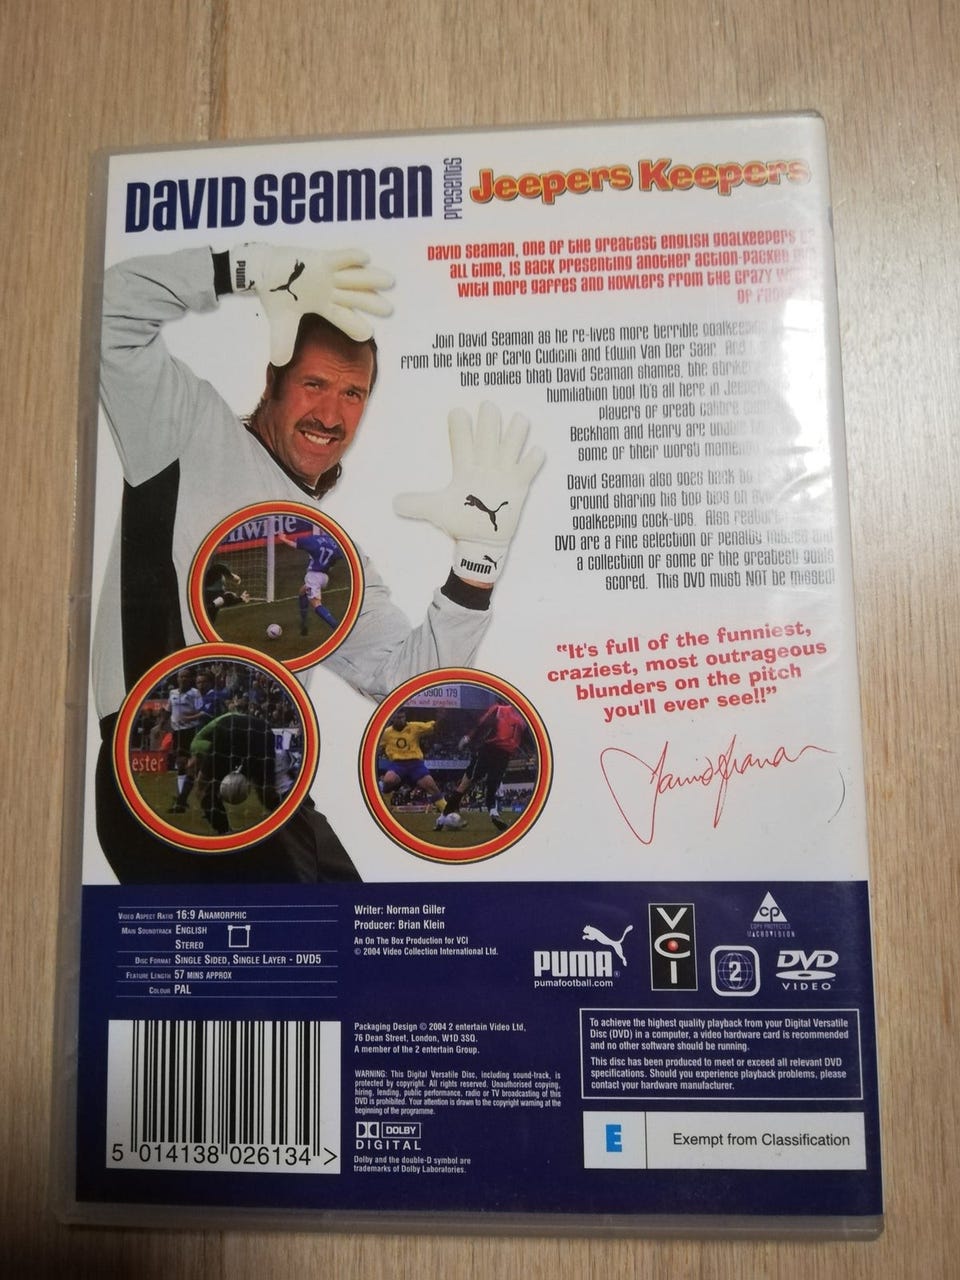 DAVID SEAMAN presents Jeepers Keepers
DAVID SEAMAN, ONE OF THE GREATEST ENGLISH GOALKEEPERS
ALL TIME, IS BACK PRESENTING ANOTHER ACTION-PACKED
WITH MORE GAFFES AND HOWLERS FROM THE CRAZY
OF
Join David Seaman as he re-lives more terrible
from the likes of Carlo Cudicini and Edwin Van Der Saar. And
the goalies that David Seaman shames, the
humiliation too! It's all here in
players of great calibre
Beckham and Henry are
some of their worst
David Seaman also goes back to
ground sharing his top tips on
goalkeeping cock-ups. Also
DVD are a fine selection of penalty misses and
a collection of some of the greatest goals
scored. This DVD must NOT be missed!
"It's full of the funniest,
craziest, most outrageous
blunders on the pitch
you'll ever see!!"
PUMA
PUMA
17
0900 179
ester
Video Aspect Ratio 16:9 Anamorphic
Main Soundtrack English
Stereo
Disc Format Single Sided, Single Layer - DVD5
Feature Length 57 mins approx
Colour PAL
Writer: Norman Giller
Producer: Brian Klein
An On The Box Production for VCI
© 2004 Video Collection International Ltd.
PUMA®
pumafootball.com
VCI
cp
COPY PROTECTED
MACROVISION
2
DVD
VIDEO
Packaging Design © 2004 2 entertain Video Ltd,
76 Dean Street, London, W1D 3SQ.
A member of the 2 entertain Group.
WARNING: This Digital Versatile Disc, including sound-track, is
protected by copyright. All rights reserved. Unauthorised copying,
hiring, lending, public performance, radio or TV broadcasting of this
DVD is prohibited. Your attention is drawn to the copyright warning at the
beginning of the programme.
DOLBY
DIGITAL
Dolby and the double-D symbol are
trademarks of Dolby Laboratories.
To achieve the highest quality playback from your Digital Versatile
Disc (DVD) in a computer, a video hardware card is recommended
and no other software should be running.
This disc has been produced to meet or exceed all relevant DVD
specifications. Should you experience playback problems, please
contact your hardware manufacturer.
E Exempt from Classification
5 014138 026134 >